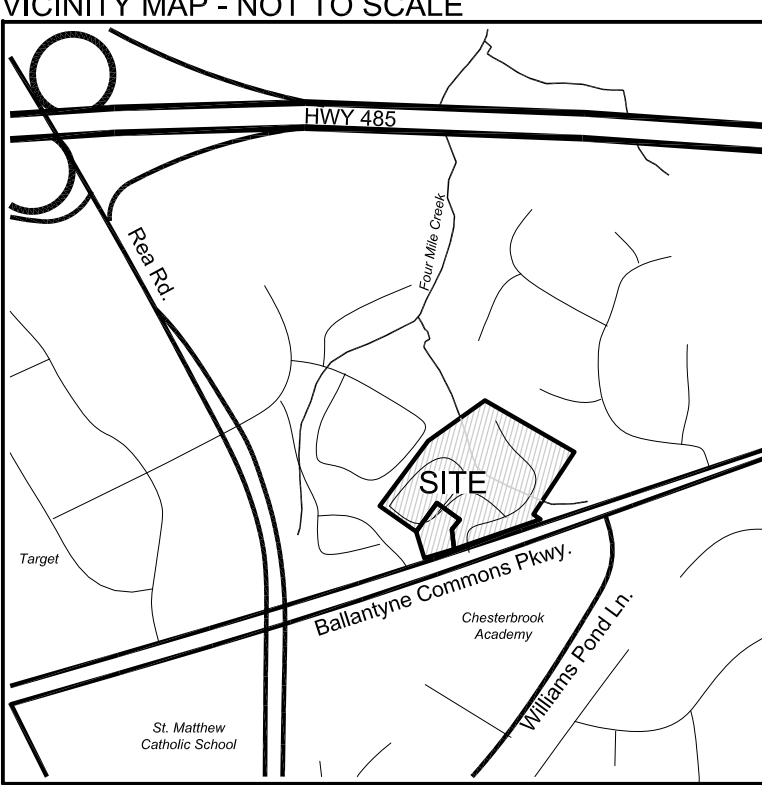 VICINITY MAP - NOT TO SCALE
HWY 485
Rea Rd.
Four Mile Creek
SITE
Target
Ballantyne Commons Pkwy.
Chesterbrook
Academy
Williams Pond Ln.
St. Matthew
Catholic School